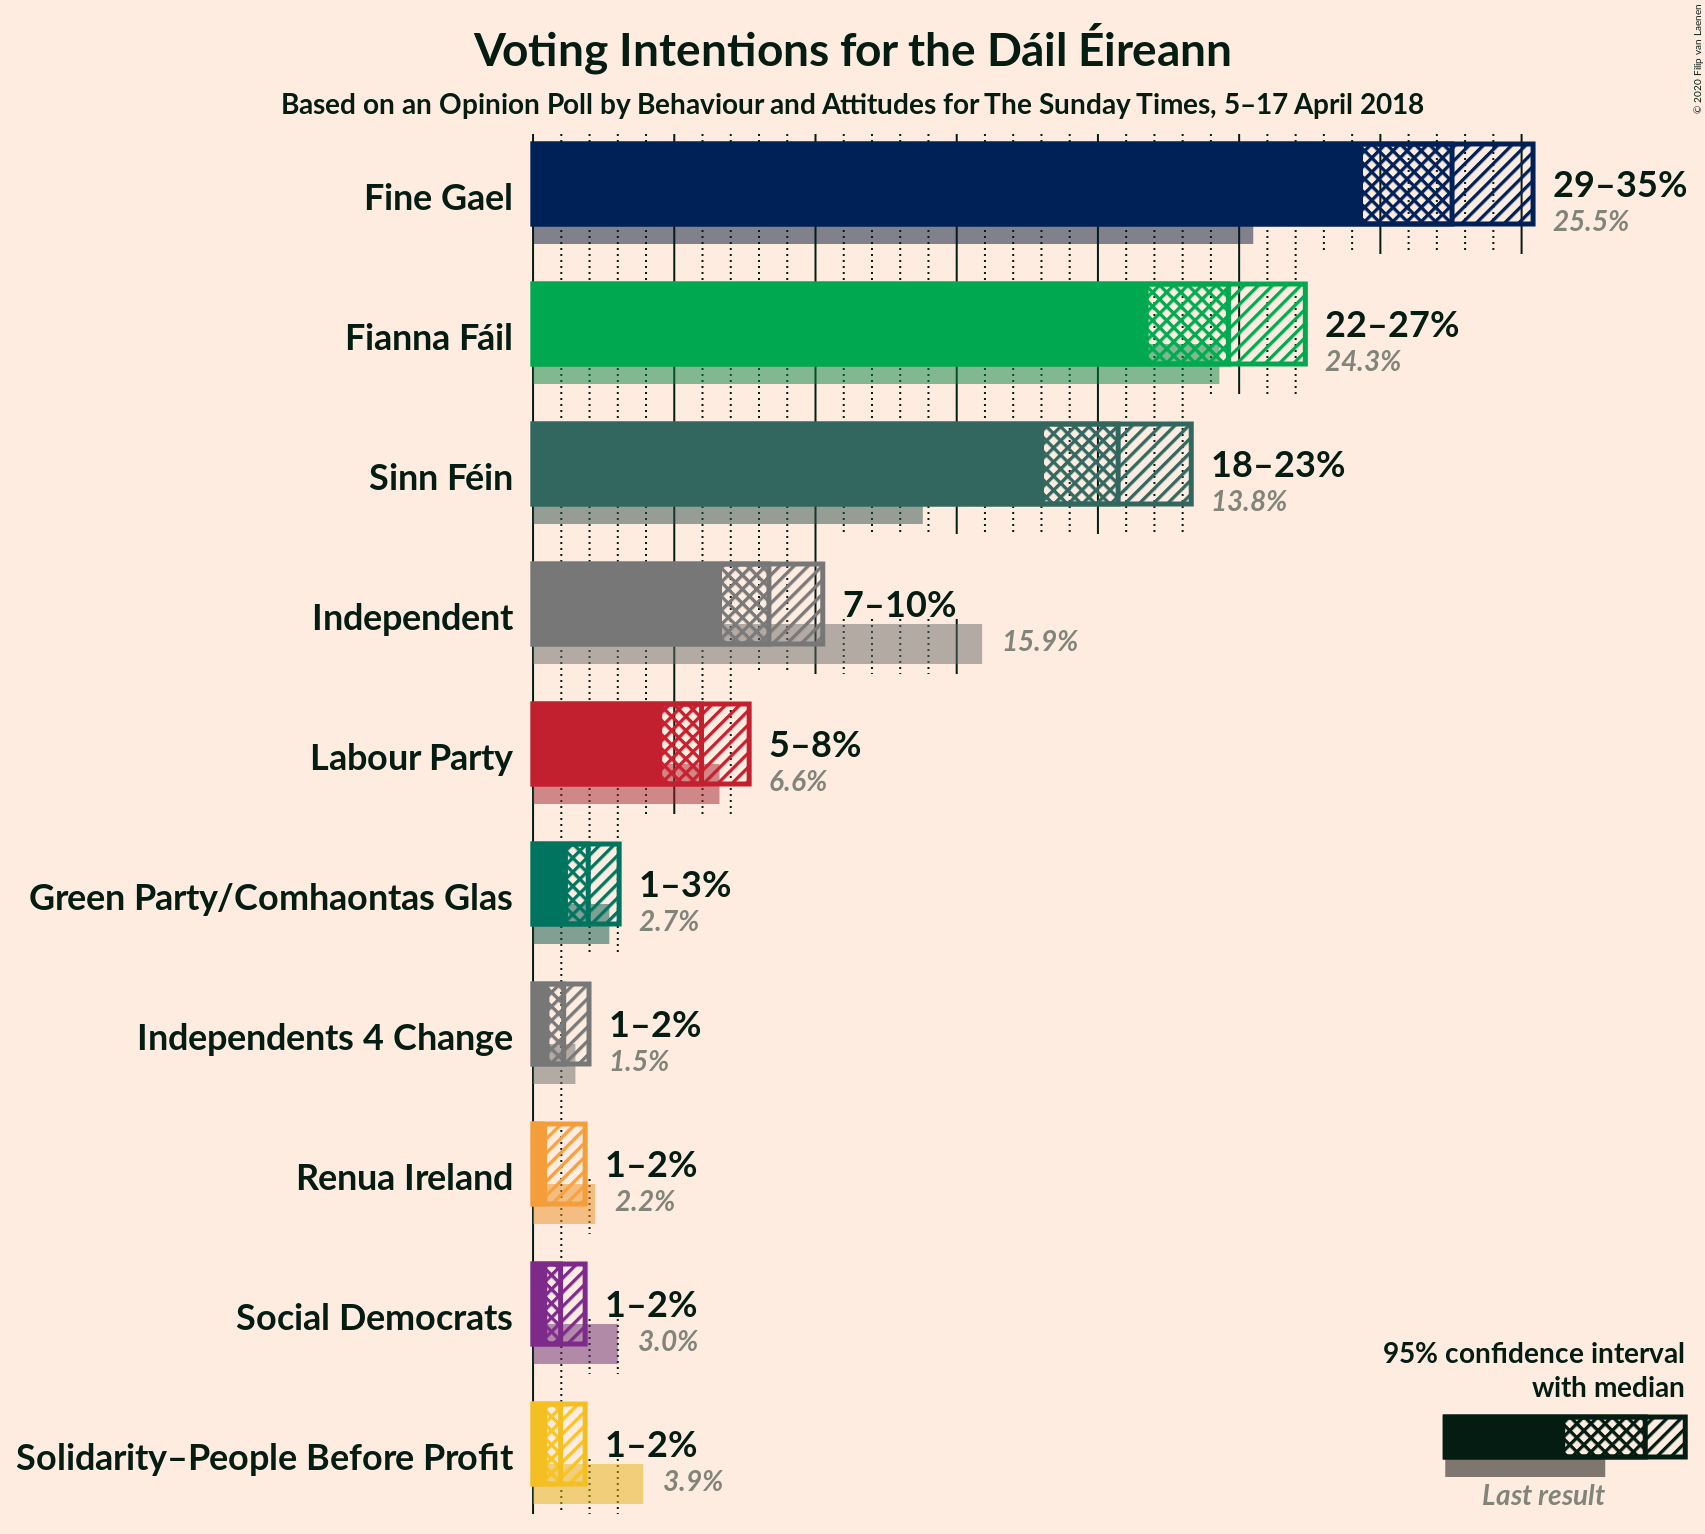 Voting Intentions for the Dáil Éireann
Based on an Opinion Poll by Behaviour and Attitudes for The Sunday Times, 5–17 April 2018
© 2020 Filip van Laenen
Fine Gael
29–35%
25.5%
Fianna Fáil
22–27%
24.3%
Sinn Féin
18–23%
13.8%
Independent
7–10%
15.9%
Labour Party
5–8%
6.6%
Green Party/Comhaontas Glas
1–3%
2.7%
Independents 4 Change
1–2%
1.5%
Renua Ireland
1–2%
2.2%
Social Democrats
1–2%
3.0%
Solidarity–People Before Profit
1–2%
3.9%
95% confidence interval
with median
Last result